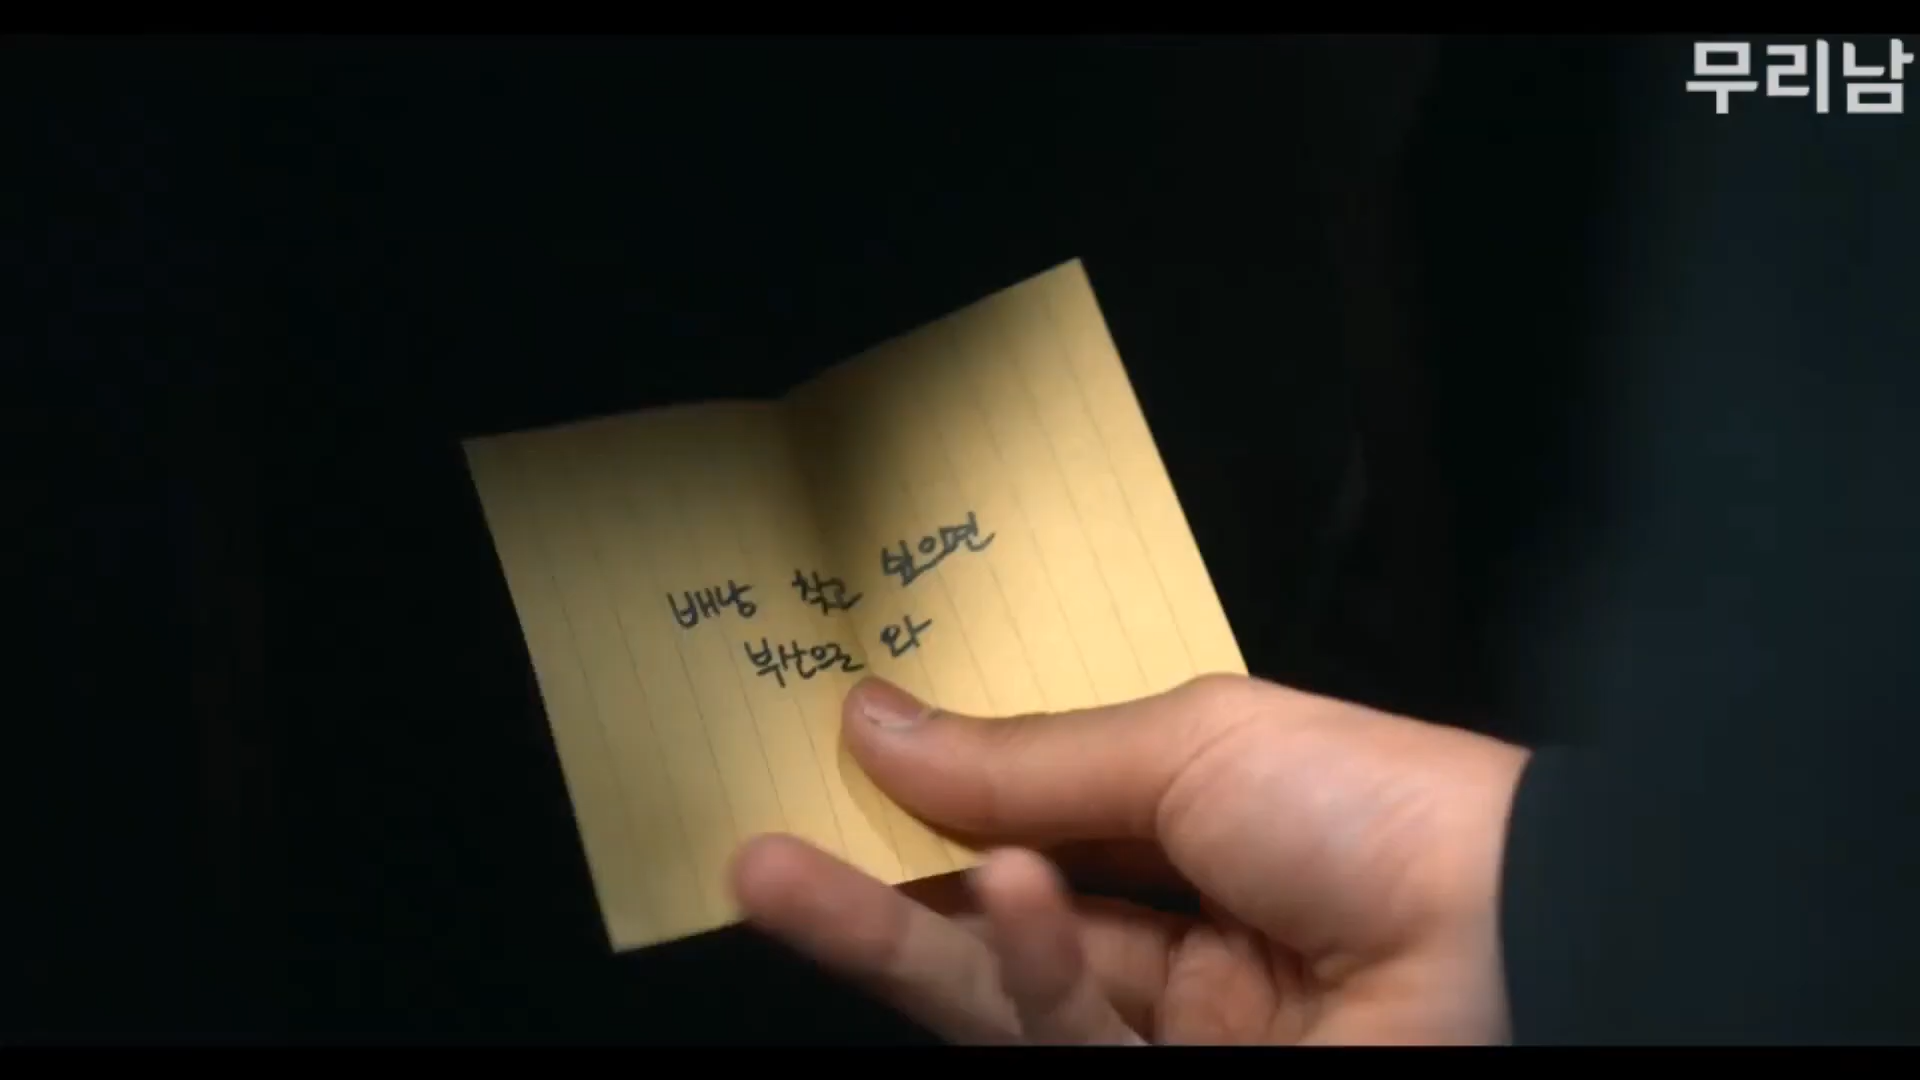 무리남
배낭 찾고 싶으면
부산으로 와